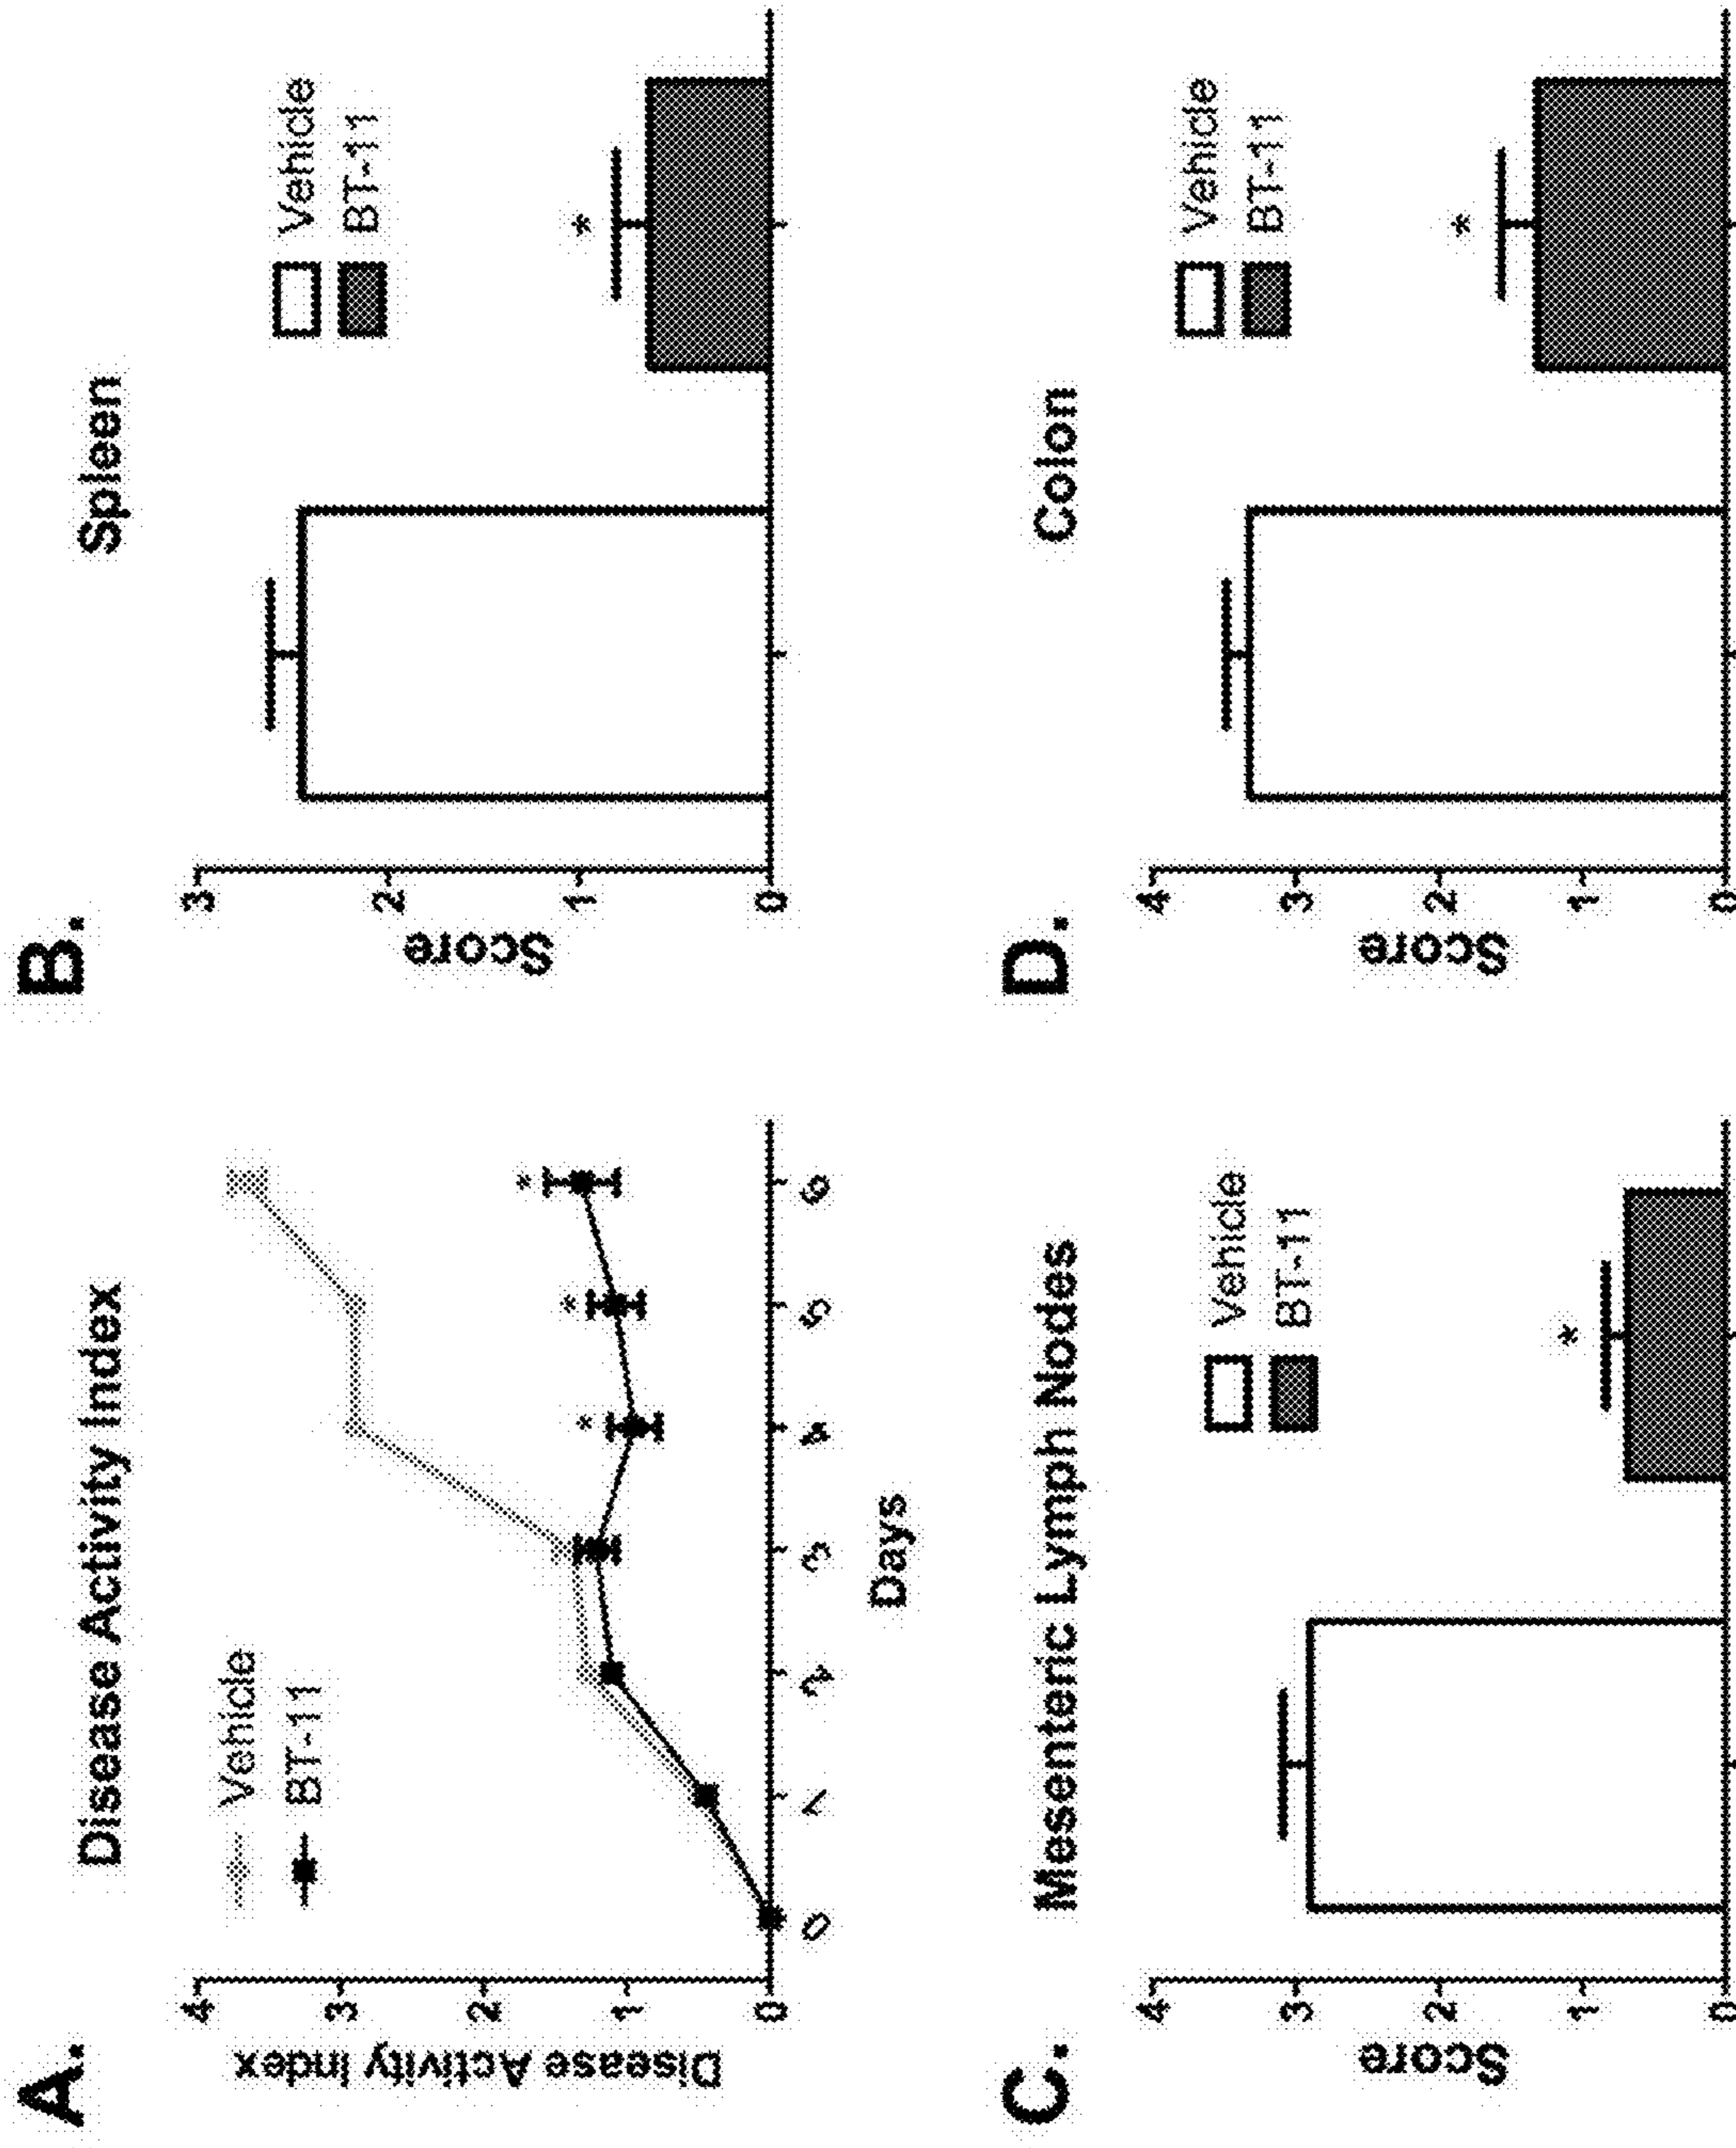 A.
Disease Activity Index
Vehicle
BT-11
Disease Activity Index
4
3
2
1
0
0 1 2 3 4 5 6
Days
*
*
*
B.
Spleen
Vehicle
BT-11
Score
3
2
1
0
*
C.
Mesenteric Lymph Nodes
Vehicle
BT-11
Score
4
3
2
1
0
*
D.
Colon
Vehicle
BT-11
Score
4
3
2
1
0
*